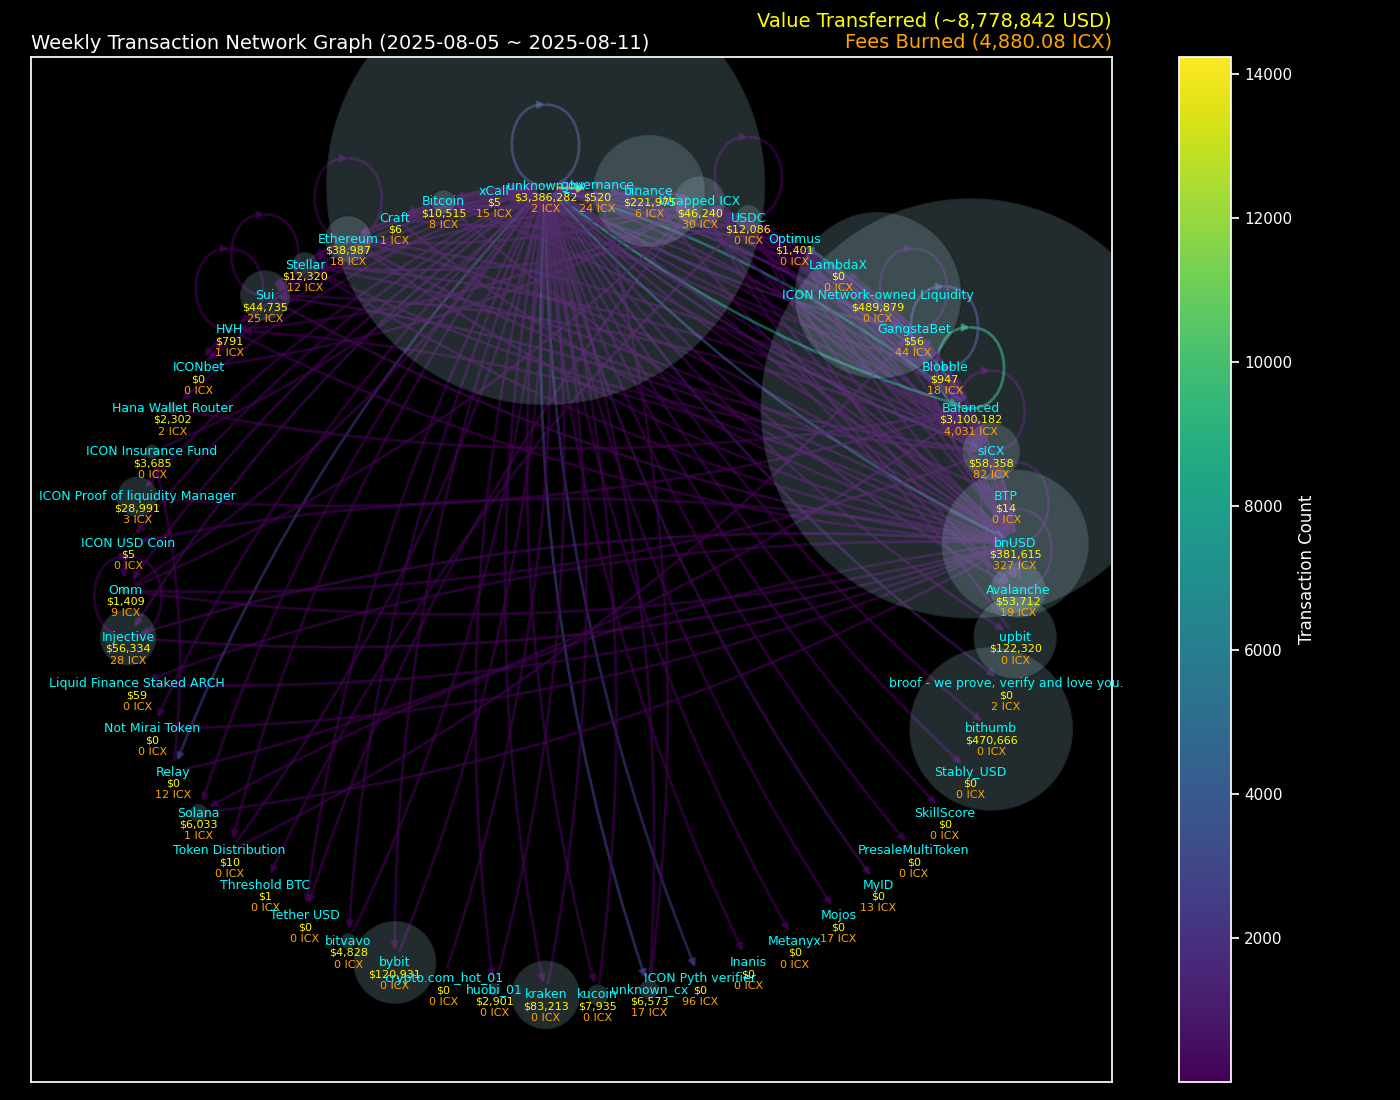 Value Transferred (~8,778,842 USD)
Weekly Transaction Network Graph (2025-08-05 ~ 2025-08-11)
Fees Burned (4,880.08 ICX)
governance
$520
24 ICX
$3,386,282
2 ICX
xCall
$5
15 ICX
binance
6 ICX
Bitcoin
$10,515
8 ICX
$46,240
30 ICX
Craft
$6
1 ICX
USDC
$12,086
0 ICX
Ethereum
$38,987
18 ICX
Optimus
$1,401
0 ICX
Stellar
$12,320
12 ICX
LambdaX
$0
0 ICX
Sui
$44,735
25 ICX
ICON Network-owned Liquidity
$489,879
0 ICX
HVH
$791
1 ICX
GangstaBet
$56
44 ICX
ICONbet
$0
0 ICX
Blobble
$947
18 ICX
Hana Wallet Router
$2,302
2 ICX
Balanced
$3,100,182
4,031 ICX
ICON Insurance Fund
$3,685
0 ICX
sICX
$58,358
82 ICX
ICON Proof of liquidity Manager
$28,991
3 ICX
BTP
$14
0 ICX
ICON USD Coin
$5
0 ICX
bnUSD
$381,615
327 ICX
Omm
$1,409
9 ICX
Avalanche
$53,712
19 ICX
Injective
$56,334
28 ICX
upbit
$122,320
0 ICX
Liquid Finance Staked ARCH
$59
0 ICX
broof - we prove, verify and love you.
$0
2 ICX
Not Mirai Token
$0
0 ICX
bithumb
$470,666
0 ICX
Relay
$0
12 ICX
Stably_USD
$0
0 ICX
Solana
$6,033
1 ICX
SkillScore
$0
0 ICX
Token Distribution
$10
0 ICX
PresaleMultiToken
$0
0 ICX
Threshold BTC
$1
0 ICX
MyID
$0
13 ICX
Tether USD
$0
0 ICX
Mojos
$0
17 ICX
bitvavo
$4,828
0 ICX
Metanyx
$0
0 ICX
bybit
$120,931
0 ICX
Inanis
$0
0 ICX
crypto.com_hot_01
$0
0 ICX
ICON Pyth verifier
$0
96 ICX
huobi_01
$2,901
0 ICX
unknown_cx
$6,573
17 ICX
kraken
$83,213
0 ICX
kucoin
$7,935
0 ICX
14000
12000
10000
8000
6000
4000
2000
Transaction Count